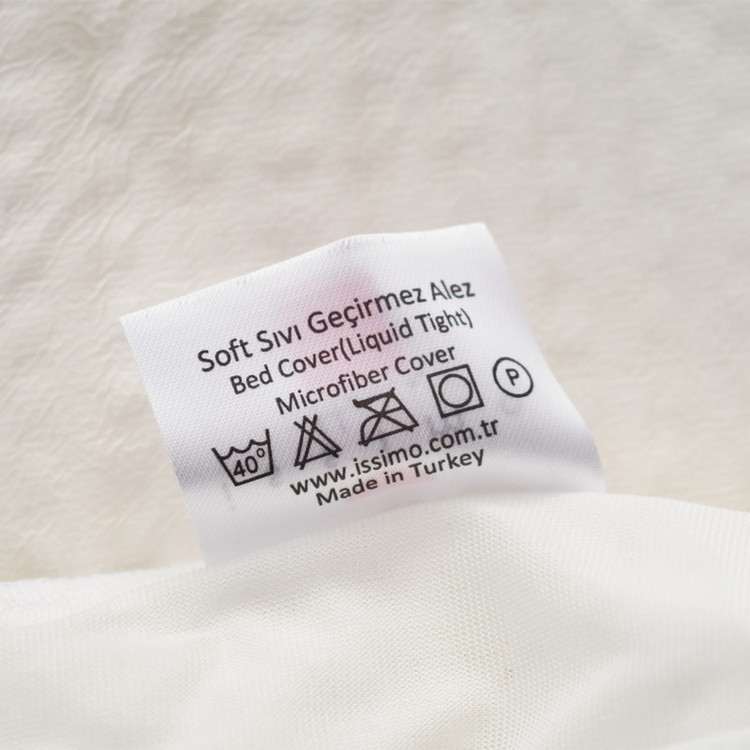 Soft Sıvı Geçirmez Alez
Bed Cover(Liquid Tight)
Microfiber Cover
40° P
www.issimo.com.tr
Made in Turkey